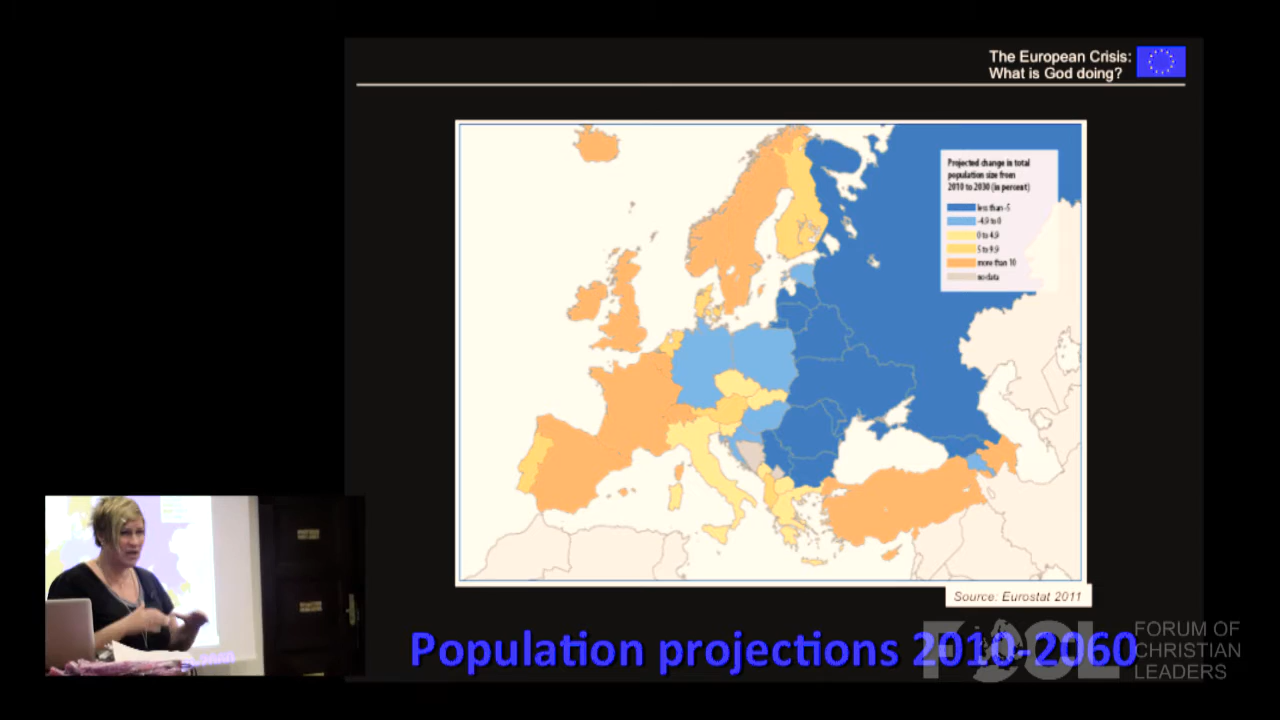 The European Crisis:
What is God doing?
Projected change in total
population size from
2010 to 2030 (in percent)
less than -5
-4,9 to 0
0 to 4,9
5 to 9,9
more than 10
no data
Source: Eurostat 2011
Population projections 2010-2060
FOCL
FORUM OF
CHRISTIAN
LEADERS